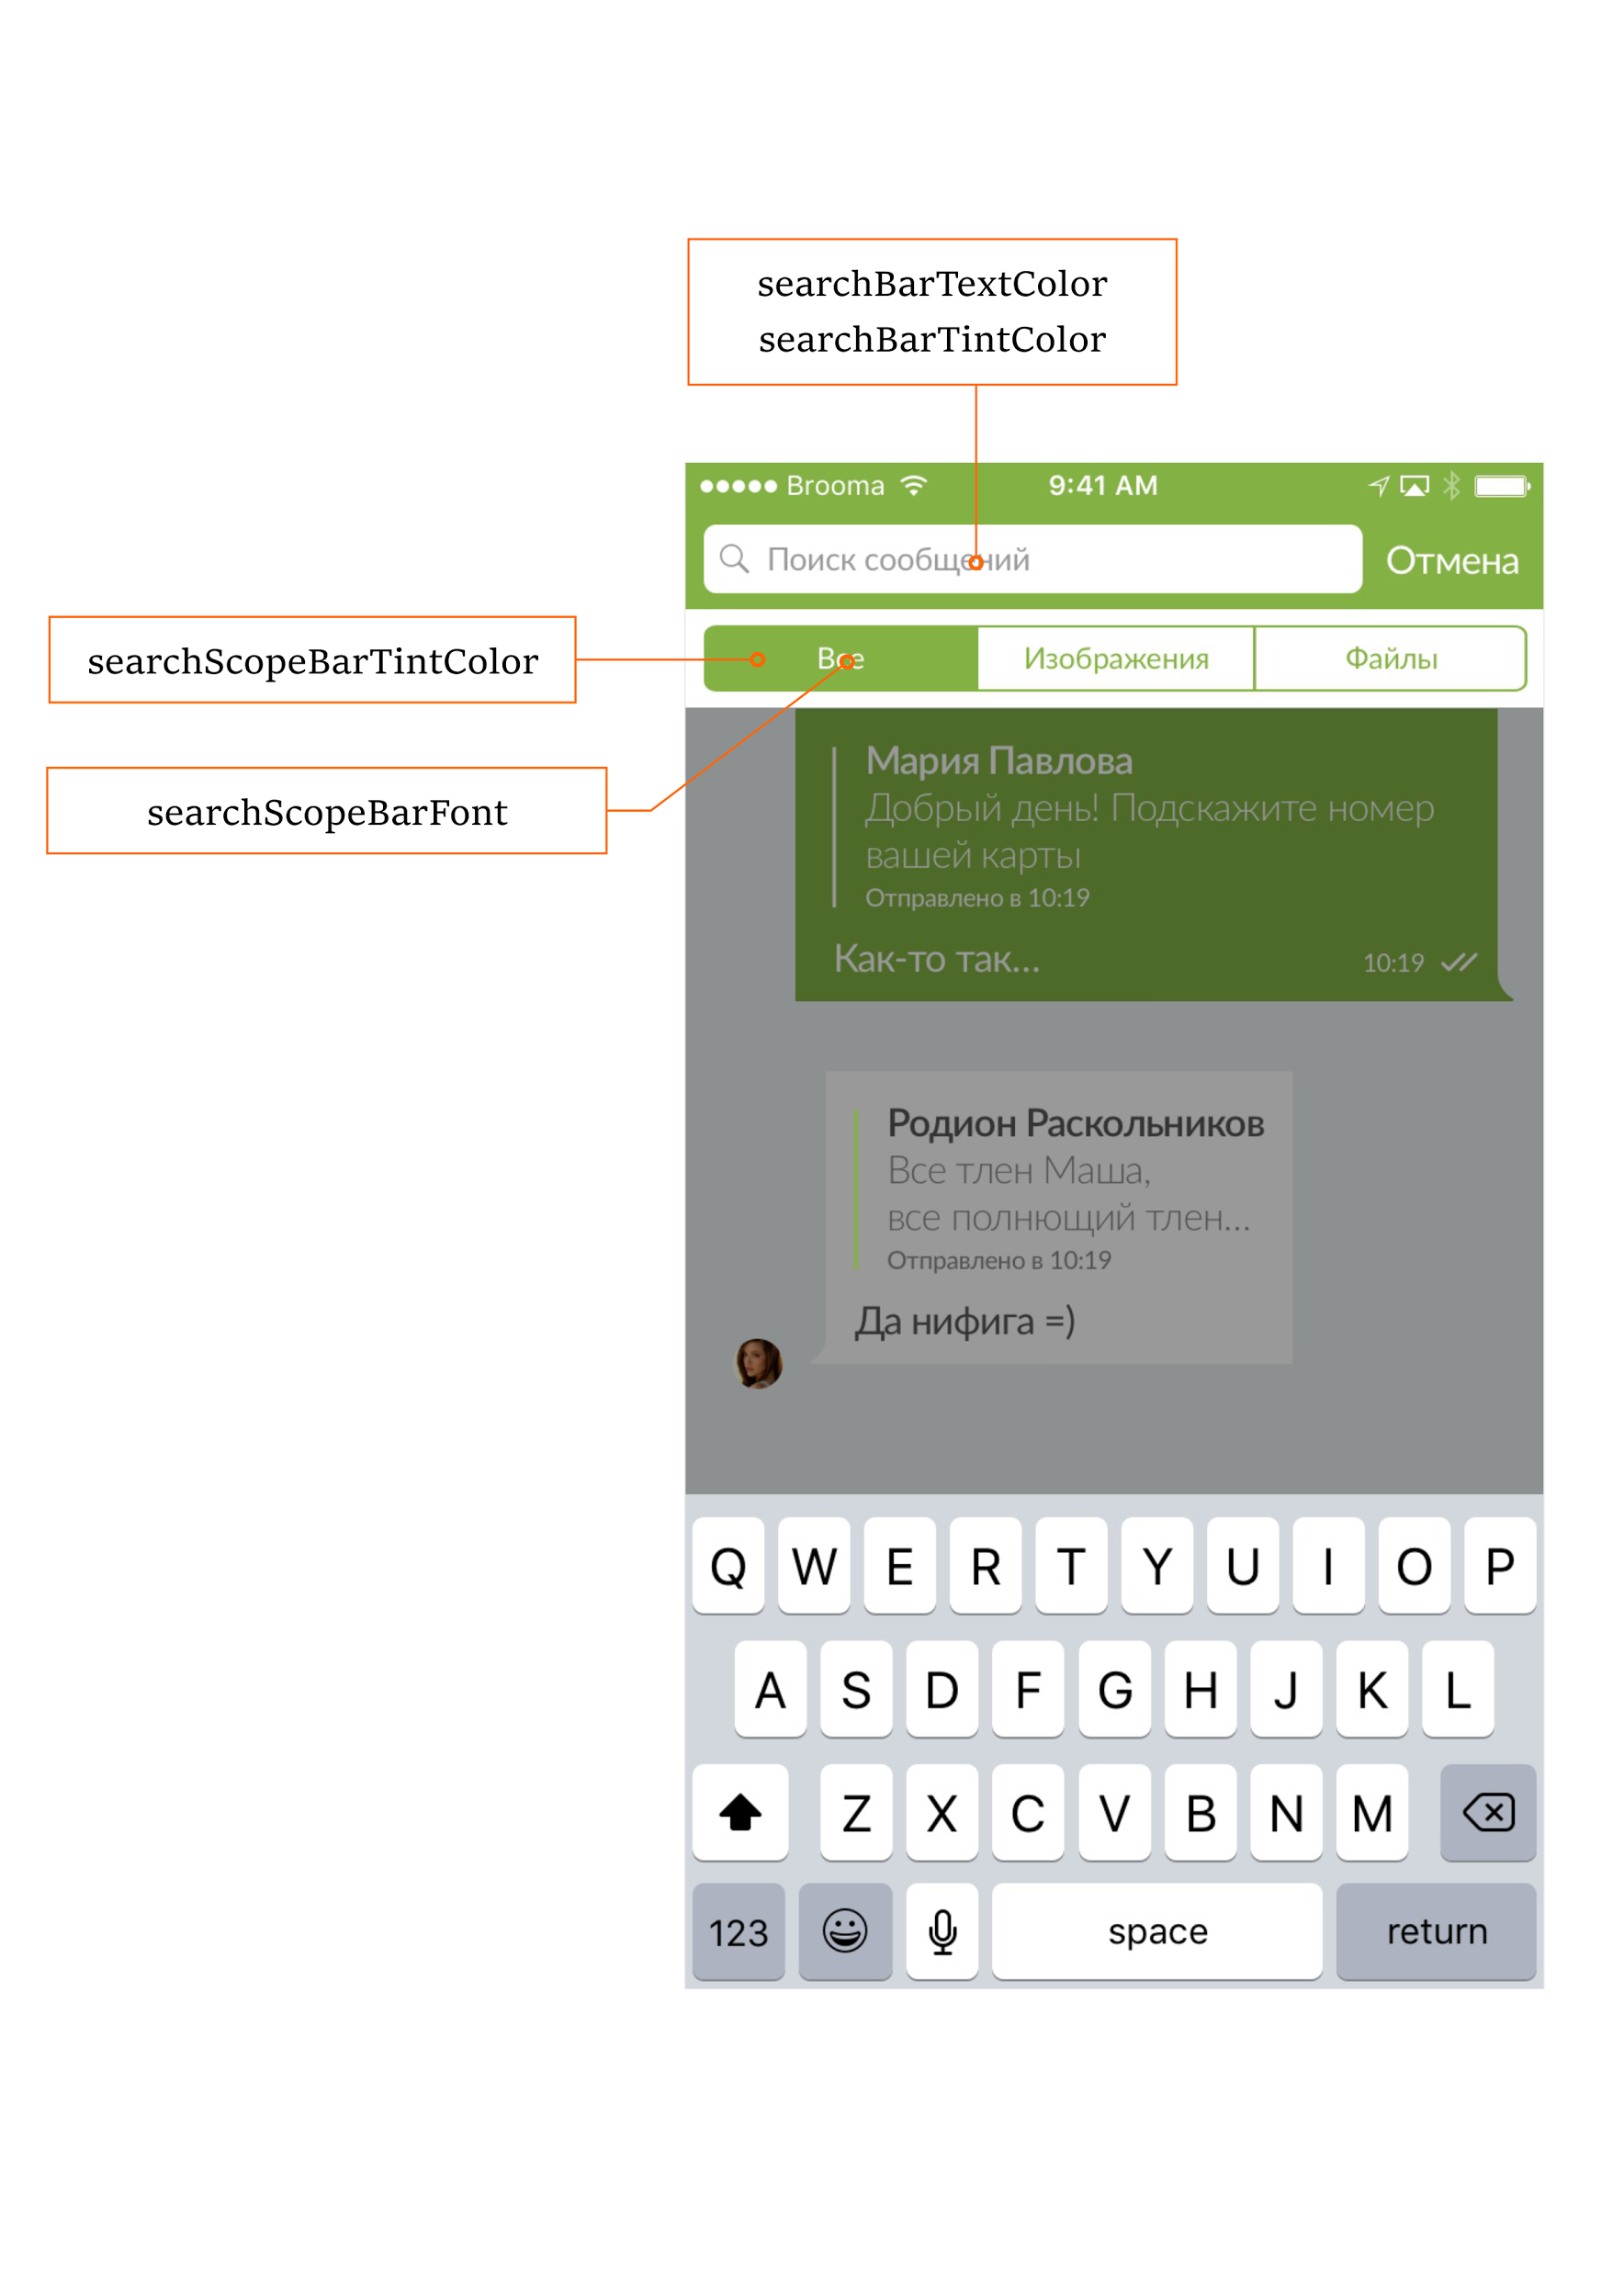 searchBarTextColor
searchBarTintColor
Brooma 9:41 AM
Поиск сообщений Отмена
searchScopeBarTintColor
Все Изображения Файлы
searchScopeBarFont
Мария Павлова
Добрый день! Подскажите номер
вашей карты
Отправлено в 10:19
Как-то так...
10:19
Родион Раскольников
Все тлен Маша,
все полнющий тлен...
Отправлено в 10:19
Да нифига =)
Q W E R T Y U I O P
A S D F G H J K L
Z X C V B N M
123 space return